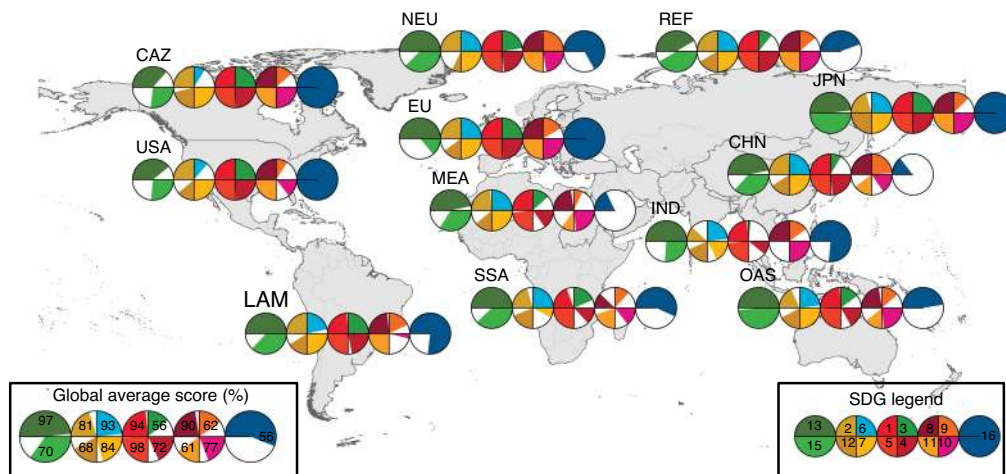 NEU
REF
CAZ
JPN
EU
CHN
USA
MEA
IND
SSA
OAS
LAM
Global average score (%)
97 81 93 94 56 90 62 56
70 68 84 98 72 61 77
SDG legend
13 2 6 1 3 8 9 16
15 12 7 5 4 11 10